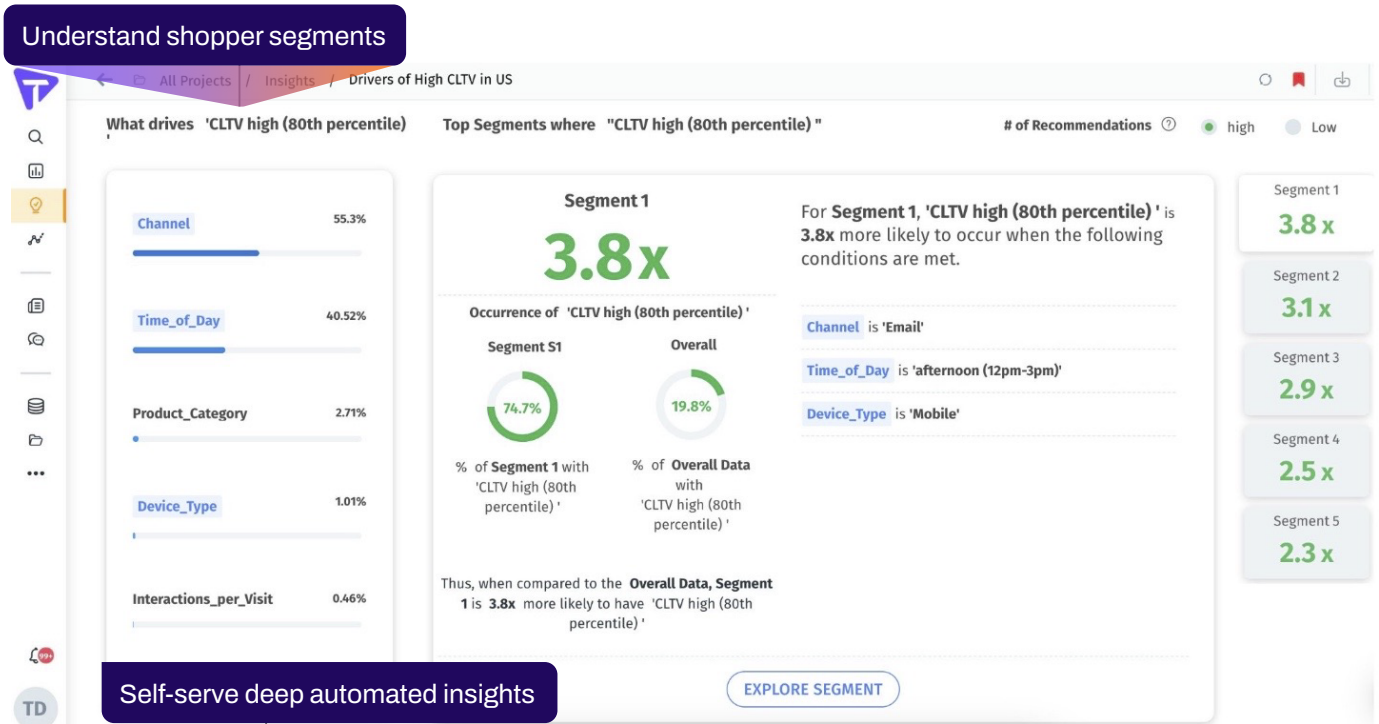 Understand shopper segments
All Projects / Insights / Drivers of High CLTV in US
What drives 'CLTV high (80th percentile)
'
Top Segments where "CLTV high (80th percentile) "
# of Recommendations ?
high
Low
Channel 55.3%
Time_of_Day 40.52%
Product_Category 2.71%
Device_Type 1.01%
Interactions_per_Visit 0.46%
Segment 1
3.8x
Occurrence of 'CLTV high (80th percentile) '
Segment S1
Overall
74.7%
19.8%
% of Segment 1 with
'CLTV high (80th
percentile) '
% of Overall Data
with
'CLTV high (80th
percentile) '
Thus, when compared to the Overall Data, Segment
1 is 3.8x more likely to have 'CLTV high (80th
percentile) '
For Segment 1, 'CLTV high (80th percentile) ' is
3.8x more likely to occur when the following
conditions are met.
Channel is 'Email'
Time_of_Day is 'afternoon (12pm-3pm)'
Device_Type is 'Mobile'
EXPLORE SEGMENT
Segment 1
3.8 x
Segment 2
3.1 x
Segment 3
2.9 x
Segment 4
2.5 x
Segment 5
2.3 x
99+
TD
Self-serve deep automated insights